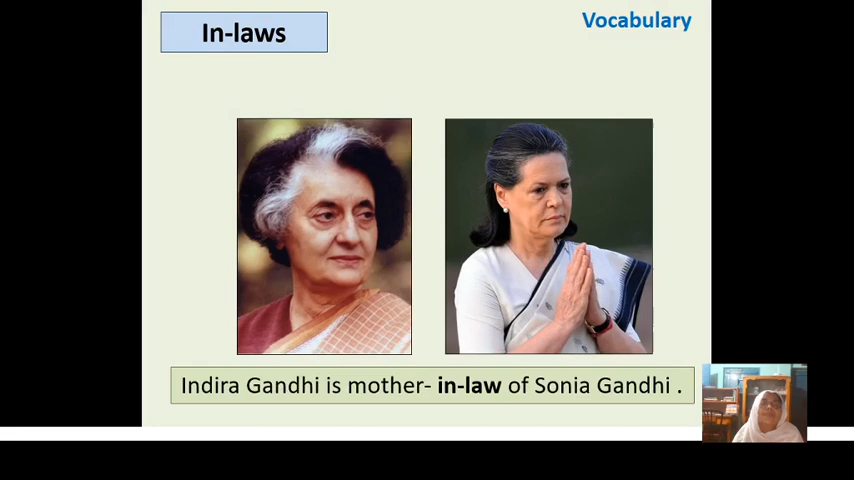 In-laws
Vocabulary
Indira Gandhi is mother- in-law of Sonia Gandhi .